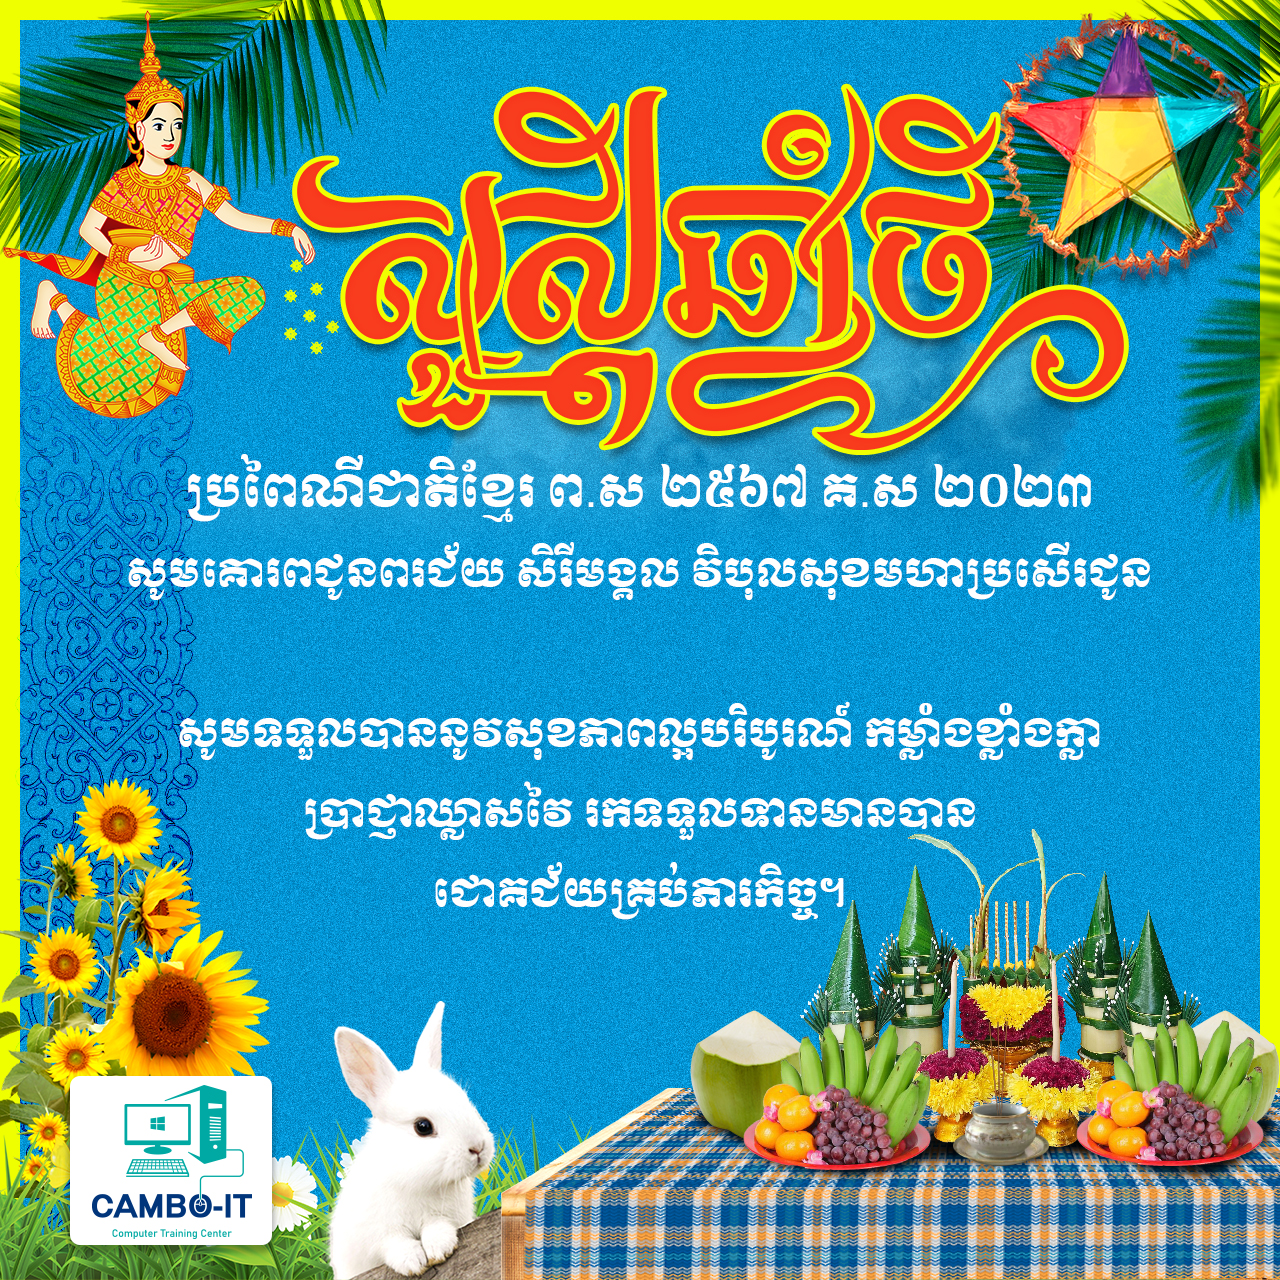 សួស្តីឆ្នាំថ្មី
ប្រពៃណីជាតិខ្មែរ ព.ស ២៥៦៧ គ.ស ២០២៣
សូមគោរពជូនពរជ័យ សិរីមង្គល វិបុលសុខមហាប្រសើរជូន
សូមទទួលបាននូវសុខភាពល្អបរិបូរណ៍ កម្លាំងខ្លាំងក្លា
ប្រាជ្ញាឈ្លាសវៃ រកទទួលទានមានបាន
ជោគជ័យគ្រប់ភារកិច្ច។
CAMBO-IT
Computer Training Center